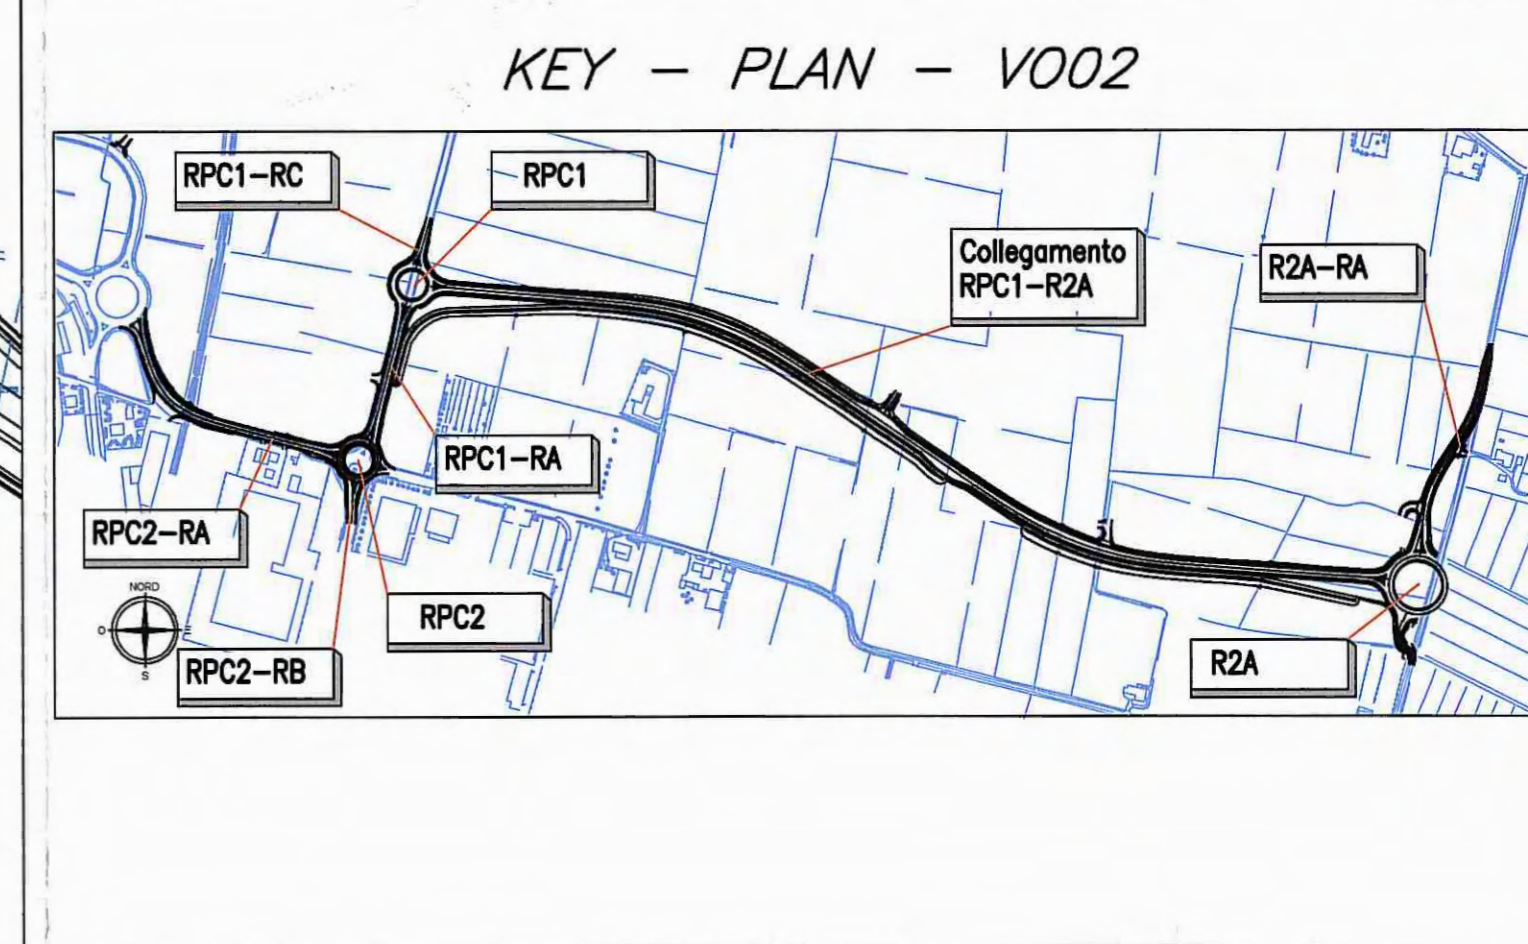 KEY – PLAN – VO02
RPC1–RC
RPC1
Collegamento
RPC1–R2A
R2A–RA
RPC1–RA
RPC2–RA
NORD
O
E
S
RPC2
RPC2–RB
R2A